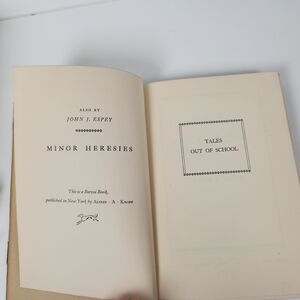 ALSO BY
JOHN J. ESPEY
MINOR HERESIES
This is a Borzoi Book,
published in New York by ALFRED · A · KNOPF
TALES
OUT OF SCHOOL